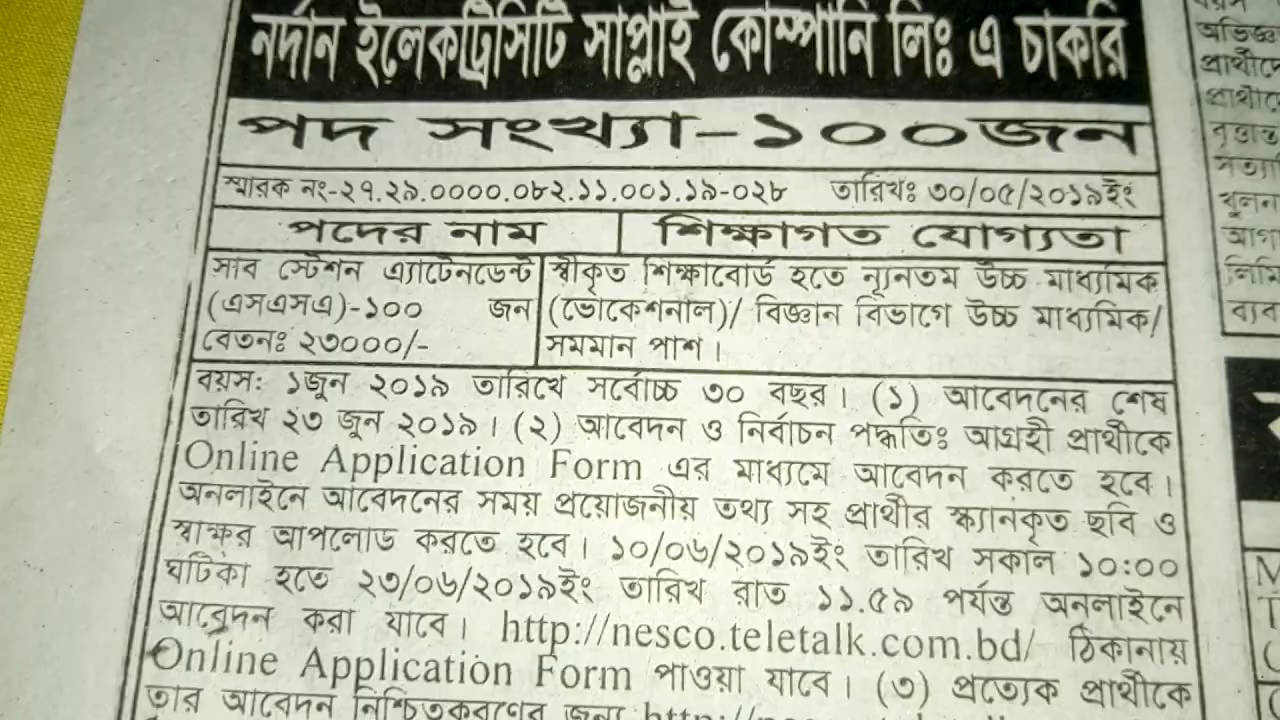 নর্দান ইলেকট্রিসিটি সাপ্লাই কোম্পানি লিঃ এ চাকরি
পদ সংখ্যা-১০০জন
স্মারক নং-২৭.২৯.০০০০.০৮২.১১.০০১.১৯-০২৮ তারিখঃ ৩০/০৫/২০১৯ইং
পদের নাম শিক্ষাগত যোগ্যতা
সাব স্টেশন এ্যাটেনডেন্ট
(এসএসএ)-১০০ জন
বেতনঃ ২৩০০০/-
স্বীকৃত শিক্ষাবোর্ড হতে ন্যূনতম উচ্চ মাধ্যমিক
(ভোকেশনাল)/ বিজ্ঞান বিভাগে উচ্চ মাধ্যমিক/
সমমান পাশ।
বয়স: ১জুন ২০১৯ তারিখে সর্বোচ্চ ৩০ বছর। (১) আবেদনের শেষ
তারিখ ২৩ জুন ২০১৯। (২) আবেদন ও নির্বাচন পদ্ধতিঃ আগ্রহী প্রার্থীকে
Online Application Form এর মাধ্যমে আবেদন করতে হবে।
অনলাইনে আবেদনের সময় প্রয়োজনীয় তথ্য সহ প্রার্থীর স্ক্যানকৃত ছবি ও
স্বাক্ষর আপলোড করতে হবে। ১০/০৬/২০১৯ইং তারিখ সকাল ১০:০০
ঘটিকা হতে ২৩/০৬/২০১৯ইং তারিখ রাত ১১.৫৯ পর্যন্ত অনলাইনে
আবেদন করা যাবে। http://nesco.teletalk.com.bd/ ঠিকানায়
Online Application Form পাওয়া যাবে। (৩) প্রত্যেক প্রার্থীকে
তার আবেদন নিশ্চিতকরণের জন্য
অভিজ্ঞ
খুলন
আগা
লিমি
ব্যব